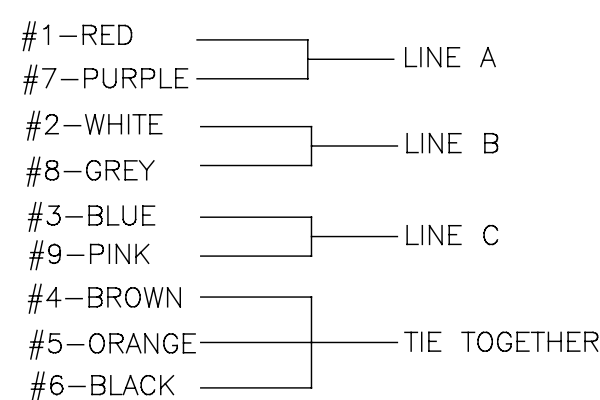 #1-RED
#7-PURPLE
LINE A
#2-WHITE
#8-GREY
LINE B
#3-BLUE
#9-PINK
LINE C
#4-BROWN
#5-ORANGE
#6-BLACK
TIE TOGETHER